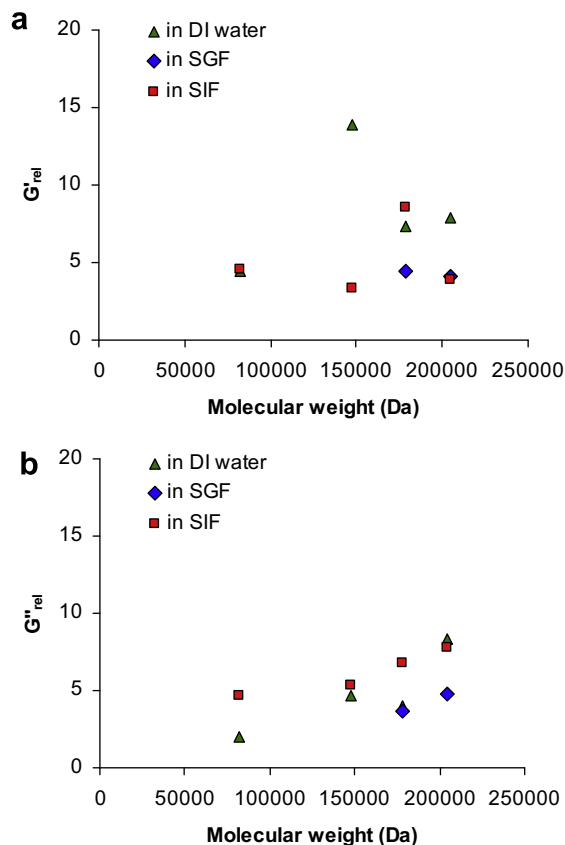 a
20
15
10
5
0
G'rel
in DI water
in SGF
in SIF
0 50000 100000 150000 200000 250000
Molecular weight (Da)
b
20
15
10
5
0
G"rel
in DI water
in SGF
in SIF
0 50000 100000 150000 200000 250000
Molecular weight (Da)